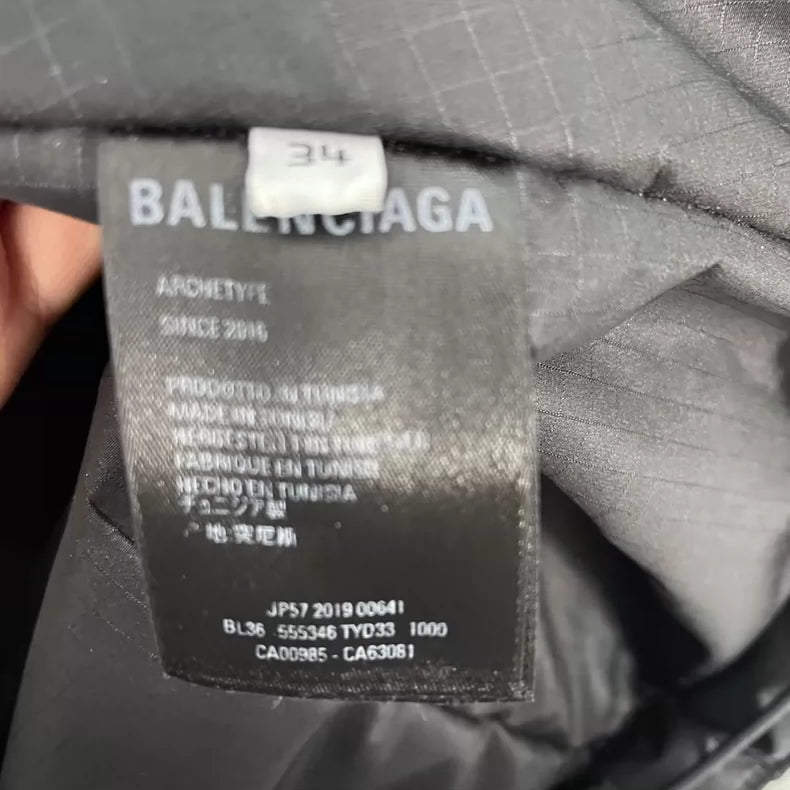 34
BALENCIAGA
ARCHETYPE
SINCE 2016
PRODOTTO IN TUNISIA
MADE IN TUNISIA
FABRIQUE EN TUNISIE
HECHO EN TUNISIA
チュニジア製
地:突尼斯
JP57 2019 00641
BL36 555346 TYD33 1000
CA00985 - CA63081